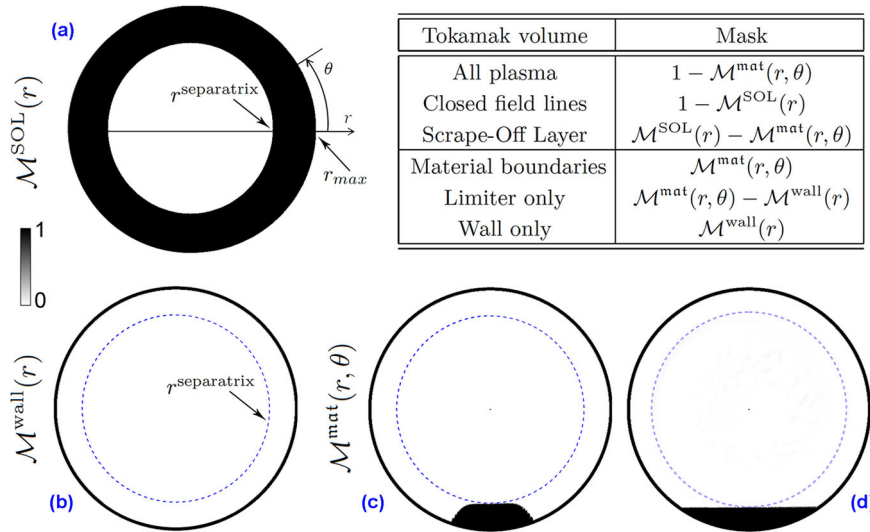 (a)
ℳ^SOL(r)
θ
r^separatrix
r
r_max
1
0
Tokamak volume Mask
All plasma 1 − ℳ^mat(r, θ)
Closed field lines 1 − ℳ^SOL(r)
Scrape-Off Layer ℳ^SOL(r) − ℳ^mat(r, θ)
Material boundaries ℳ^mat(r, θ)
Limiter only ℳ^mat(r, θ) − ℳ^wall(r)
Wall only ℳ^wall(r)
ℳ^wall(r)
r^separatrix
(b)
ℳ^mat(r, θ)
(c)
(d)